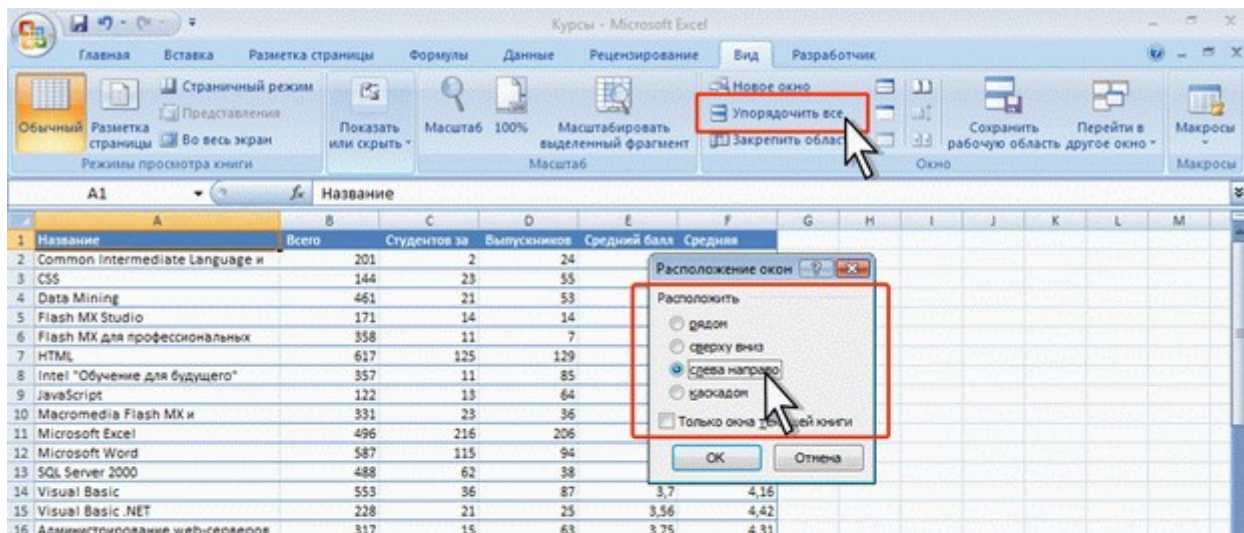 Курсы - Microsoft Excel
Главная Вставка Разметка страницы Формулы Данные Рецензирование Вид Разработчик
Обычный Разметка страницы Страничный режим Представления Во весь экран
Режимы просмотра книги
Показать или скрыть
Масштаб 100% Масштабировать выделенный фрагмент
Масштаб
Новое окно
Упорядочить все
Закрепить област
Сохранить рабочую область Перейти в другое окно
Окно
Макросы
Макросы
A1 fx Название
A B C D E F G H I J K L M
1 Название Всего Студентов за Выпускников Средний балл Средняя
2 Common Intermediate Language и 201 2 24
3 CSS 144 23 55
4 Data Mining 461 21 53
5 Flash MX Studio 171 14 14
6 Flash MX для профессиональных 358 11 7
7 HTML 617 125 129
8 Intel "Обучение для будущего" 357 11 85
9 JavaScript 122 13 64
10 Macromedia Flash MX и 331 23 36
11 Microsoft Excel 496 216 206
12 Microsoft Word 587 115 94
13 SQL Server 2000 488 62 38
14 Visual Basic 553 36 87 3,7 4,16
15 Visual Basic .NET 228 21 25 3,56 4,42
16 Администрирование web-серверов 317 15 63 3,75 4,31
Расположение окон
Расположить
рядом
сверху вниз
слева направо
каскадом
Только окна книги
OK Отмена